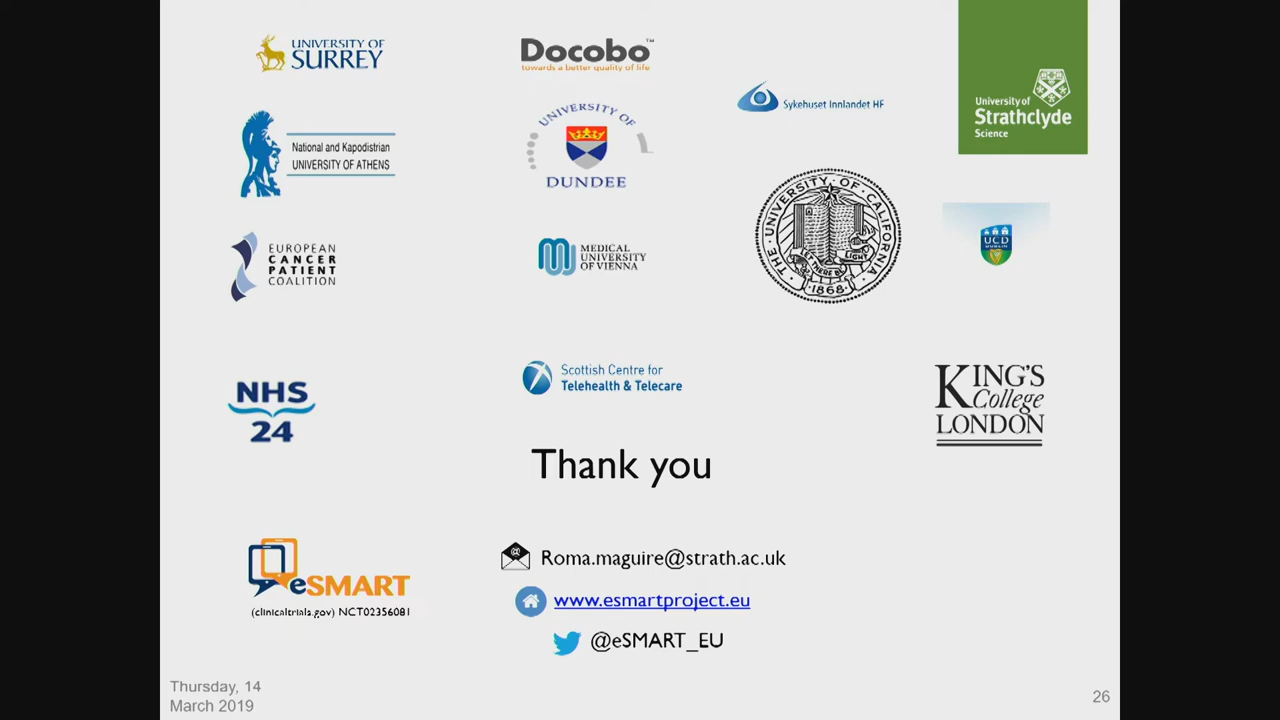 UNIVERSITY OF
SURREY
Docobo™
towards a better quality of life
Sykehuset Innlandet HF
University of
Strathclyde
Science
National and Kapodistrian
UNIVERSITY OF ATHENS
UNIVERSITY OF
DUNDEE
THE UNIVERSITY OF CALIFORNIA
LET THERE BE LIGHT
1868
UCD
EUROPEAN
CANCER
PATIENT
COALITION
MEDICAL
UNIVERSITY
OF VIENNA
NHS
24
Scottish Centre for
Telehealth & Telecare
KING'S
College
LONDON
Thank you
eSMART
(clinicaltrials.gov) NCT02356081
Roma.maguire@strath.ac.uk
www.esmartproject.eu
@eSMART_EU
Thursday, 14
March 2019
26